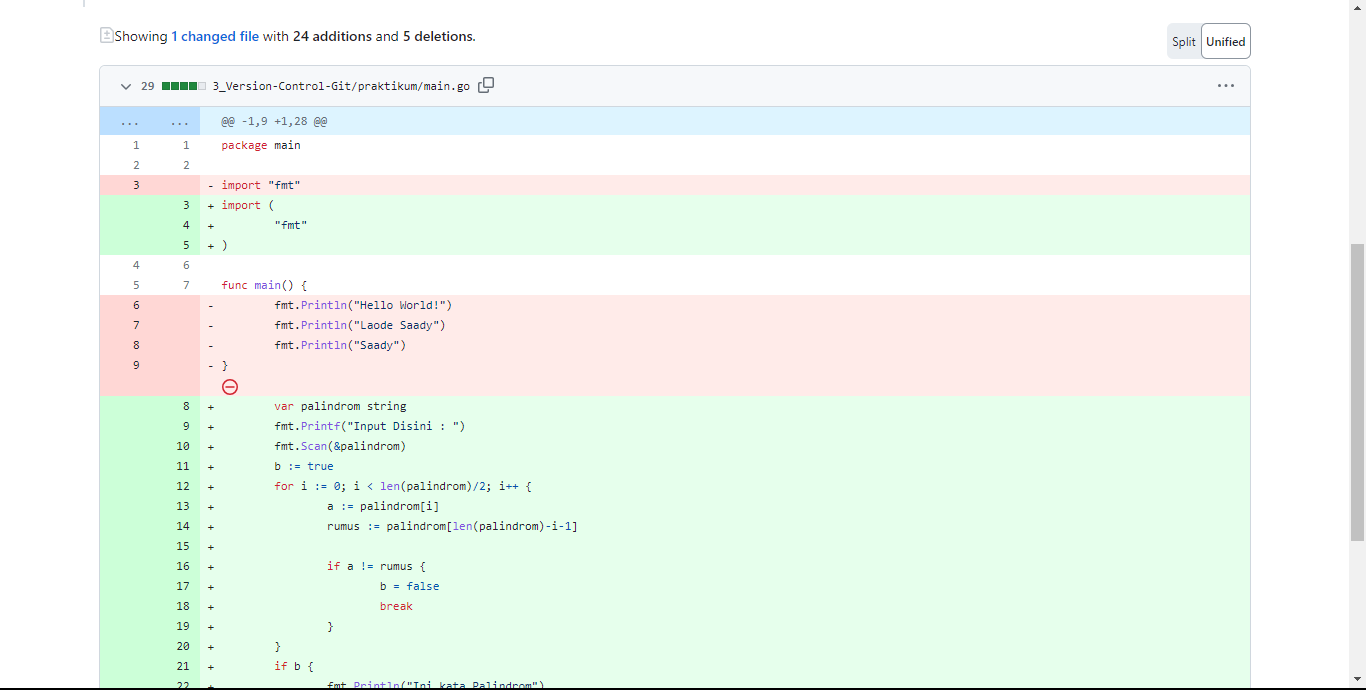 Showing 1 changed file with 24 additions and 5 deletions.
Split Unified
29 3_Version-Control-Git/praktikum/main.go
... ... @@ -1,9 +1,28 @@
1 1 package main
2 2
3 - import "fmt"
3 + import (
4 + "fmt"
5 + )
4 6
5 7 func main() {
6 - fmt.Println("Hello World!")
7 - fmt.Println("Laode Saady")
8 - fmt.Println("Saady")
9 - }
8 + var palindrom string
9 + fmt.Printf("Input Disini : ")
10 + fmt.Scan(&palindrom)
11 + b := true
12 + for i := 0; i < len(palindrom)/2; i++ {
13 + a := palindrom[i]
14 + rumus := palindrom[len(palindrom)-i-1]
15 +
16 + if a != rumus {
17 + b = false
18 + break
19 + }
20 + }
21 + if b {
22 + fmt.Println("Ini kata Palindrom")